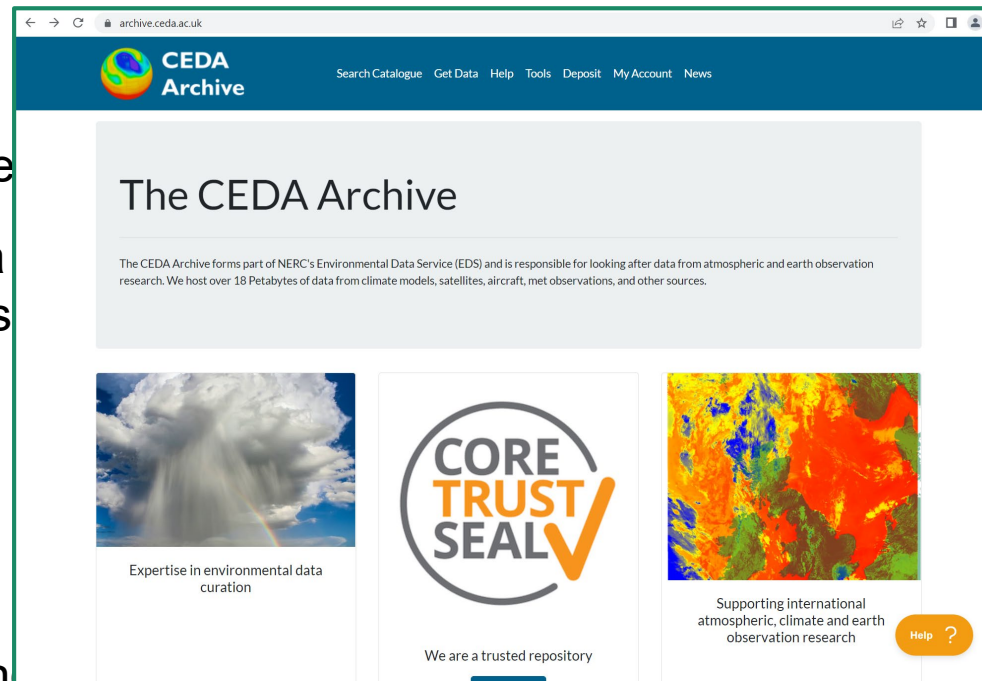 archive.ceda.ac.uk
CEDA
Archive
Search Catalogue Get Data Help Tools Deposit My Account News
The CEDA Archive
The CEDA Archive forms part of NERC's Environmental Data Service (EDS) and is responsible for looking after data from atmospheric and earth observation
research. We host over 18 Petabytes of data from climate models, satellites, aircraft, met observations, and other sources.
CORE
TRUST
SEAL
Expertise in environmental data
curation
We are a trusted repository
Supporting international
atmospheric, climate and earth
observation research
Help ?